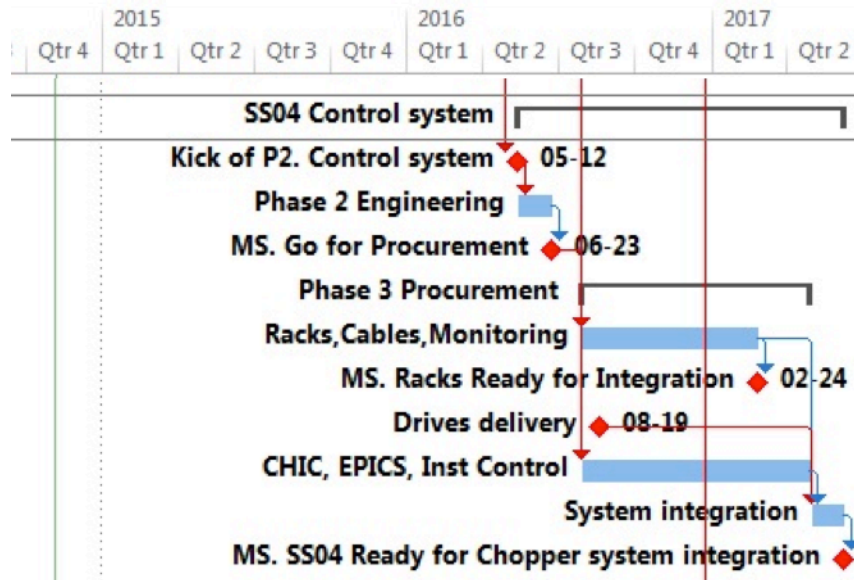 2015 2016 2017
Qtr 4 Qtr 1 Qtr 2 Qtr 3 Qtr 4 Qtr 1 Qtr 2 Qtr 3 Qtr 4 Qtr 1 Qtr 2
SS04 Control system
Kick of P2. Control system 05-12
Phase 2 Engineering
MS. Go for Procurement 06-23
Phase 3 Procurement
Racks,Cables,Monitoring
MS. Racks Ready for Integration 02-24
Drives delivery 08-19
CHIC, EPICS, Inst Control
System integration
MS. SS04 Ready for Chopper system integration